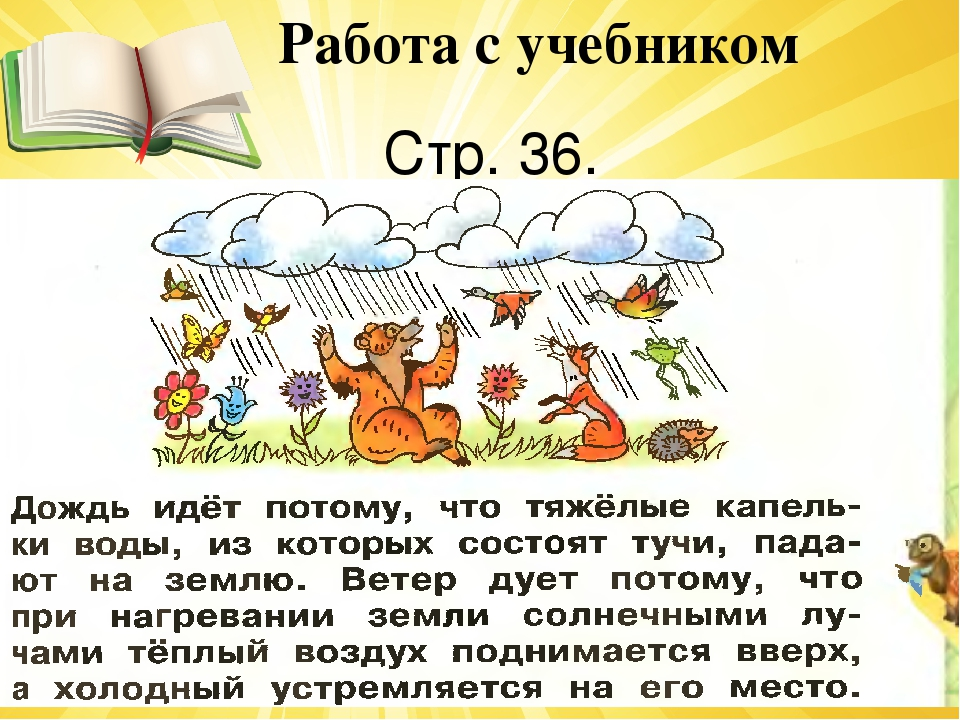 Работа с учебником
Стр. 36.
Дождь идёт потому, что тяжёлые капель-
ки воды, из которых состоят тучи, пада-
ют на землю. Ветер дует потому, что
при нагревании земли солнечными лу-
чами тёплый воздух поднимается вверх,
а холодный устремляется на его место.